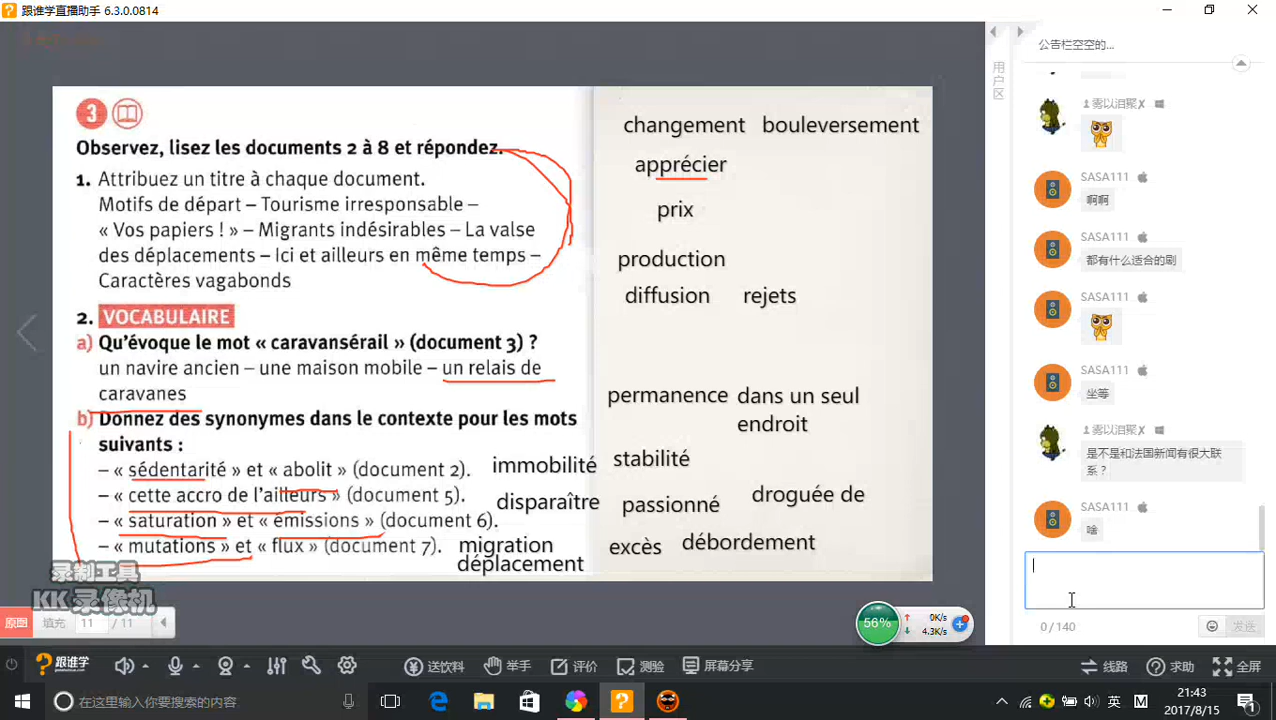 跟谁学直播助手 6.3.0.0814
3
Observez, lisez les documents 2 à 8 et répondez.
1. Attribuez un titre à chaque document.
Motifs de départ – Tourisme irresponsable –
« Vos papiers ! » – Migrants indésirables – La valse
des déplacements – Ici et ailleurs en même temps –
Caractères vagabonds
2. VOCABULAIRE
a) Qu'évoque le mot « caravansérail » (document 3) ?
un navire ancien – une maison mobile – un relais de
caravanes
b) Donnez des synonymes dans le contexte pour les mots
suivants :
– « sédentarité » et « abolit » (document 2).
– « cette accro de l'ailleurs » (document 5).
– « saturation » et « émissions » (document 6).
– « mutations » et « flux » (document 7).
immobilité
disparaître
migration
déplacement
changement bouleversement
apprécier
prix
production
diffusion rejets
permanence dans un seul
endroit
stabilité
passionné droguée de
excès débordement
录制工具
KK 录像机
原图 填充 11 / 11
56%
0K/s
4.3K/s
用户区
公告栏空空的...
雾以泪聚乂
SASA111
啊啊
SASA111
都有什么适合的刷
SASA111
SASA111
坐等
雾以泪聚乂
是不是和法国新闻有很大联
系？
SASA111
啥
0 / 140
发送
跟谁学
送饮料 举手 评价 测验 屏幕分享
线路 求助 全屏
在这里输入你要搜索的内容
英 M
21:43
2017/8/15
1